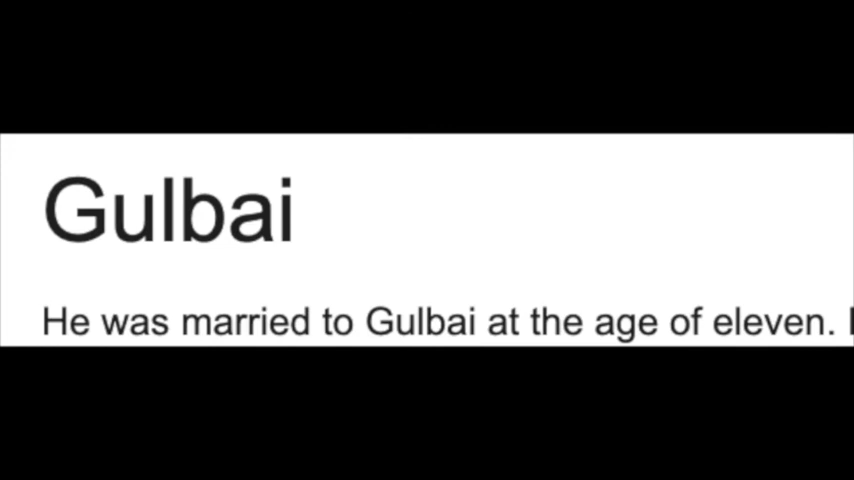 Gulbai
He was married to Gulbai at the age of eleven.